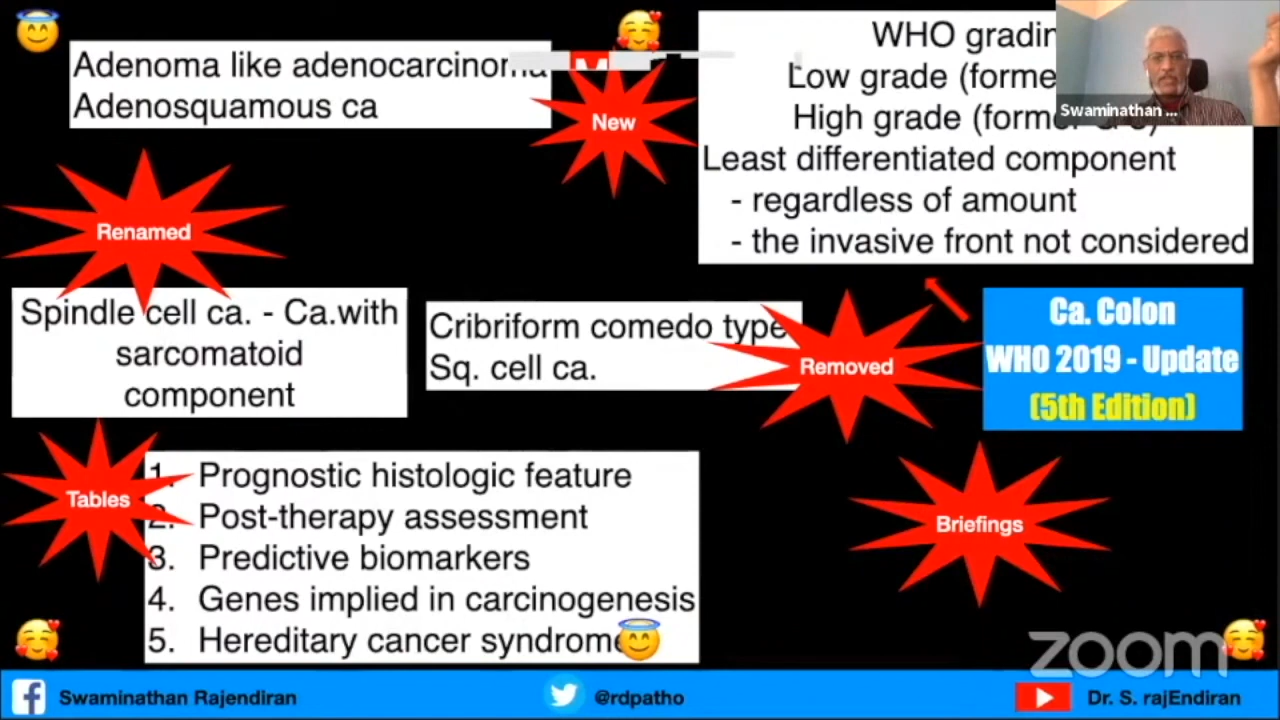 Adenoma like adenocarcinoma
Adenosquamous ca
New
WHO gradin
Low grade (forme
High grade (former
Least differentiated component
- regardless of amount
- the invasive front not considered
Swaminathan ...
Renamed
Spindle cell ca. - Ca.with
sarcomatoid
component
Cribriform comedo type
Sq. cell ca.
Removed
Ca. Colon
WHO 2019 - Update
(5th Edition)
Tables
1. Prognostic histologic feature
2. Post-therapy assessment
3. Predictive biomarkers
4. Genes implied in carcinogenesis
5. Hereditary cancer syndrome
Briefings
zoom
Swaminathan Rajendiran
@rdpatho
Dr. S. rajEndiran